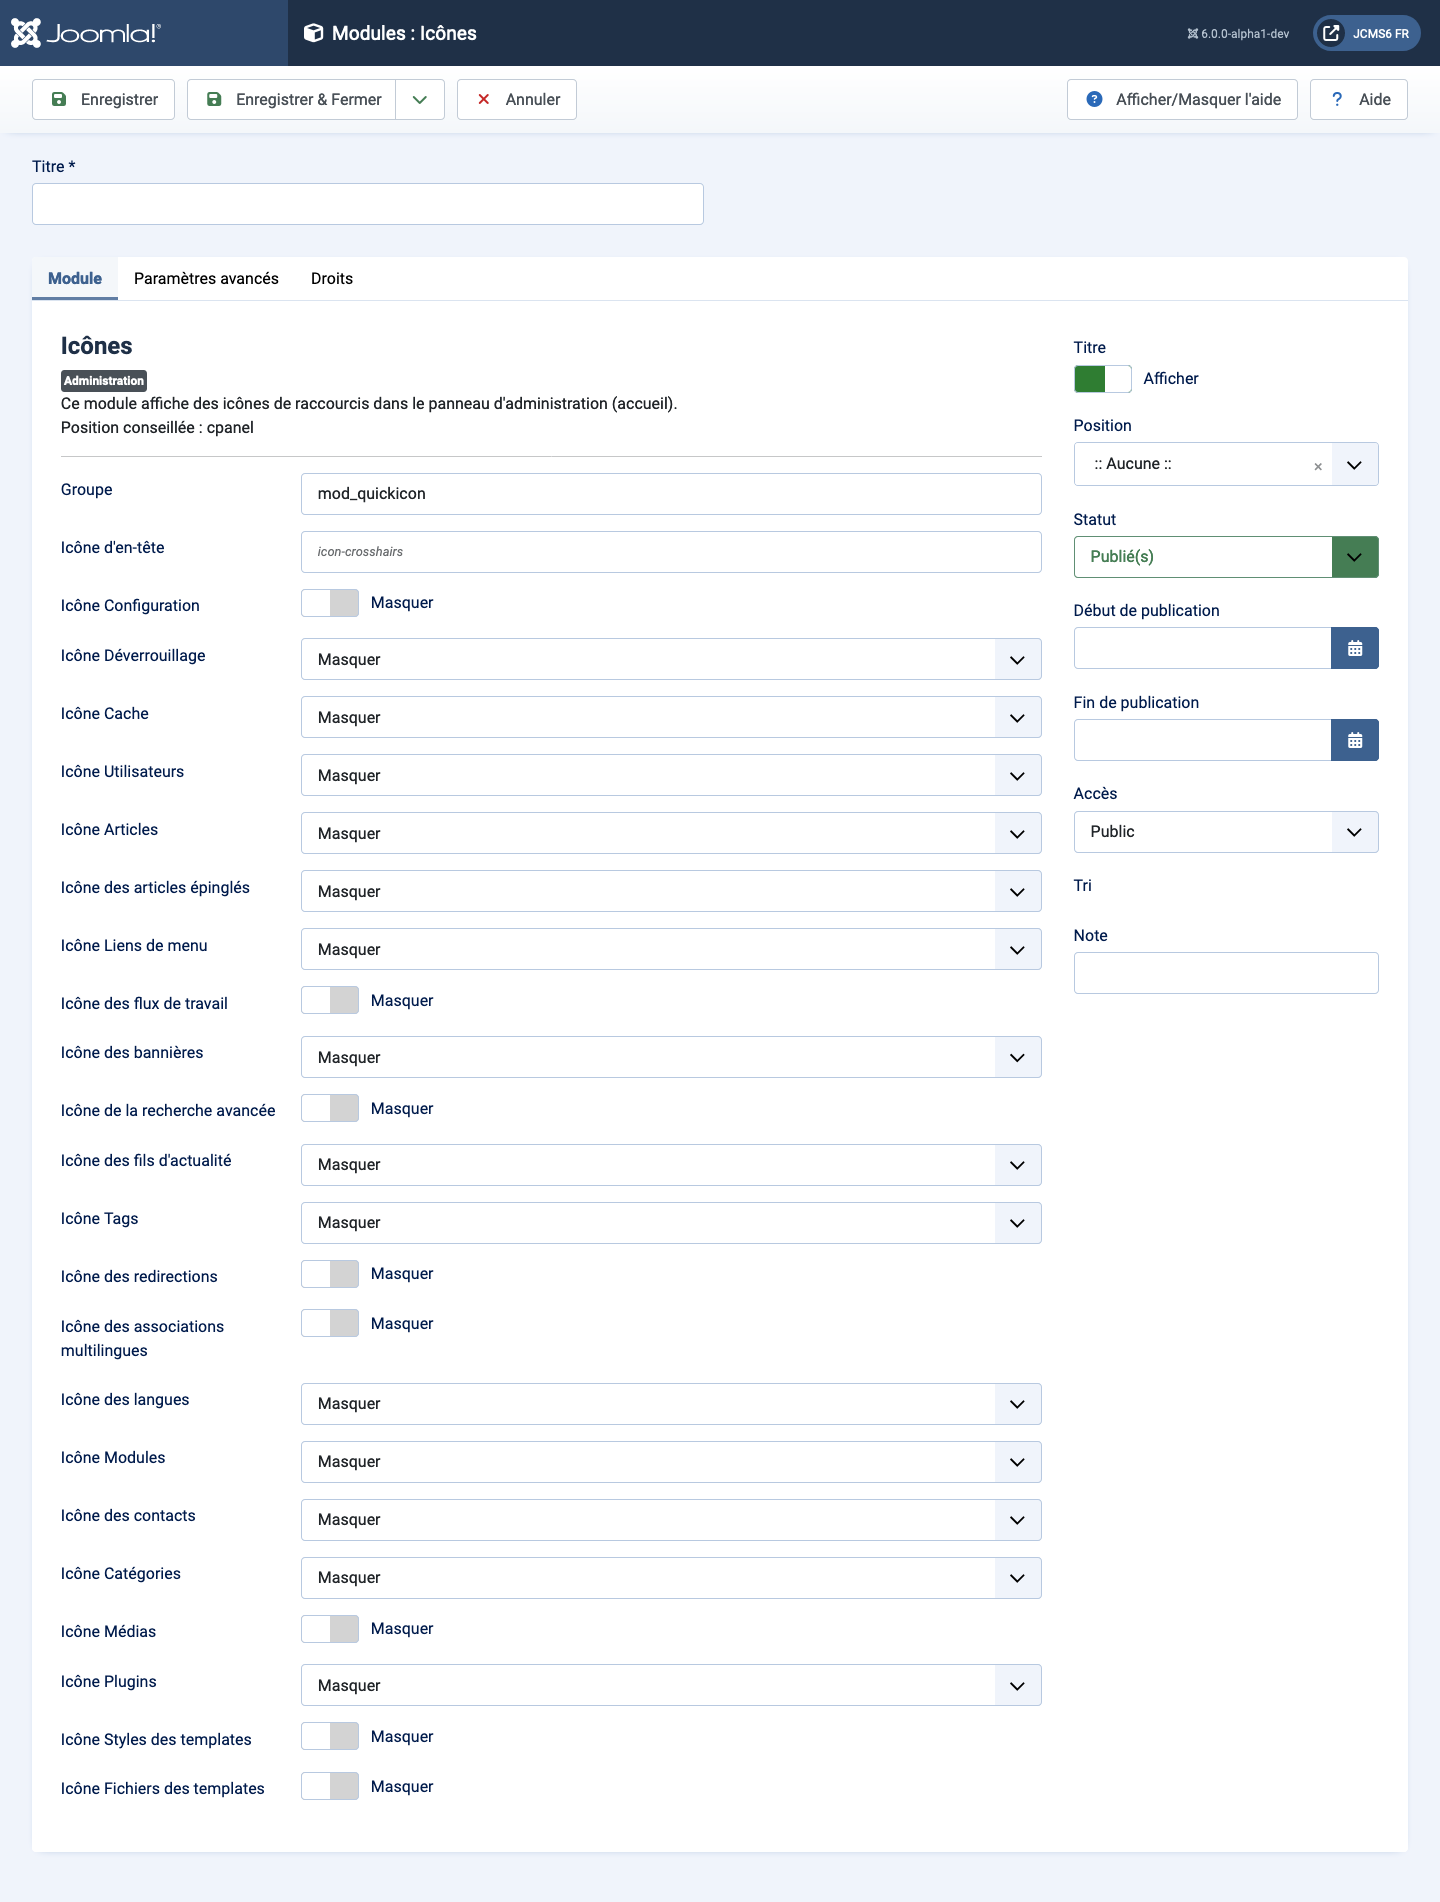 Joomla!®
Modules : Icônes
6.0.0-alpha1-dev
JCMS6 FR
Enregistrer
Enregistrer & Fermer
Annuler
Afficher/Masquer l'aide
? Aide
Titre *
Module
Paramètres avancés
Droits
Icônes
Administration
Ce module affiche des icônes de raccourcis dans le panneau d'administration (accueil).
Position conseillée : cpanel
Groupe
mod_quickicon
Icône d'en-tête
icon-crosshairs
Icône Configuration
Masquer
Icône Déverrouillage
Masquer
Icône Cache
Masquer
Icône Utilisateurs
Masquer
Icône Articles
Masquer
Icône des articles épinglés
Masquer
Icône Liens de menu
Masquer
Icône des flux de travail
Masquer
Icône des bannières
Masquer
Icône de la recherche avancée
Masquer
Icône des fils d'actualité
Masquer
Icône Tags
Masquer
Icône des redirections
Masquer
Icône des associations
multilingues
Masquer
Icône des langues
Masquer
Icône Modules
Masquer
Icône des contacts
Masquer
Icône Catégories
Masquer
Icône Médias
Masquer
Icône Plugins
Masquer
Icône Styles des templates
Masquer
Icône Fichiers des templates
Masquer
Titre
Afficher
Position
:: Aucune ::
×
Statut
Publié(s)
Début de publication
Fin de publication
Accès
Public
Tri
Note